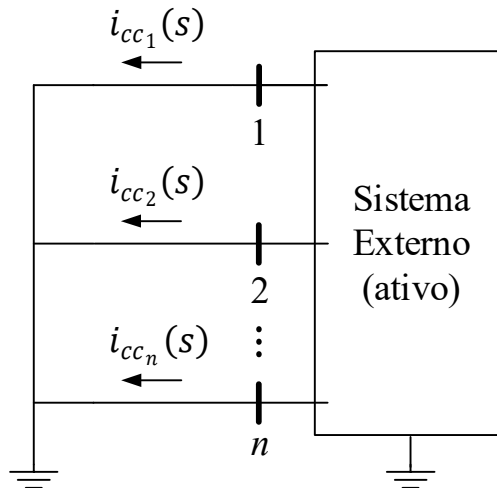 i_{cc_1}(s)
1
i_{cc_2}(s)
Sistema
Externo
(ativo)
2
⋮
i_{cc_n}(s)
n